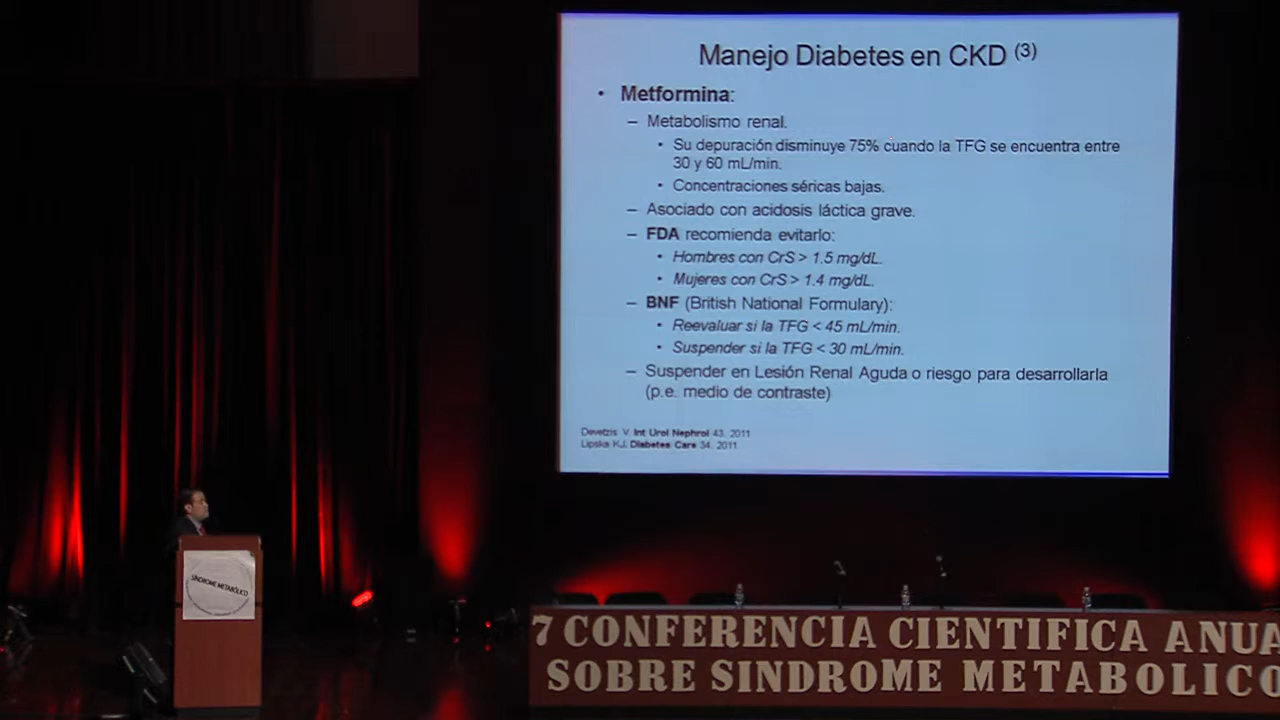 Manejo Diabetes en CKD (3)
• Metformina:
– Metabolismo renal.
• Su depuración disminuye 75% cuando la TFG se encuentra entre
30 y 60 mL/min.
• Concentraciones séricas bajas.
– Asociado con acidosis láctica grave.
– FDA recomienda evitarlo:
• Hombres con CrS > 1.5 mg/dL.
• Mujeres con CrS > 1.4 mg/dL.
– BNF (British National Formulary):
• Reevaluar si la TFG < 45 mL/min.
• Suspender si la TFG < 30 mL/min.
– Suspender en Lesión Renal Aguda o riesgo para desarrollarla
(p.e. medio de contraste)
Devetzis V. Int Urol Nephrol 43, 2011
Lipska KJ. Diabetes Care 34, 2011
SÍNDROME METABÓLICO
7 CONFERENCIA CIENTIFICA ANUA
SOBRE SINDROME METABOLICO